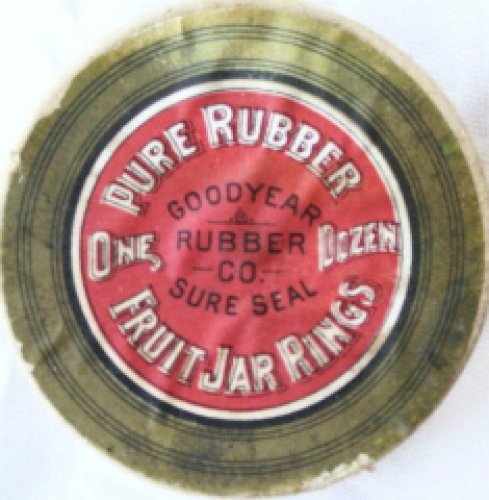 PURE RUBBER
GOODYEAR
RUBBER
CO.
SURE SEAL
ONE DOZEN
FRUIT JAR RINGS